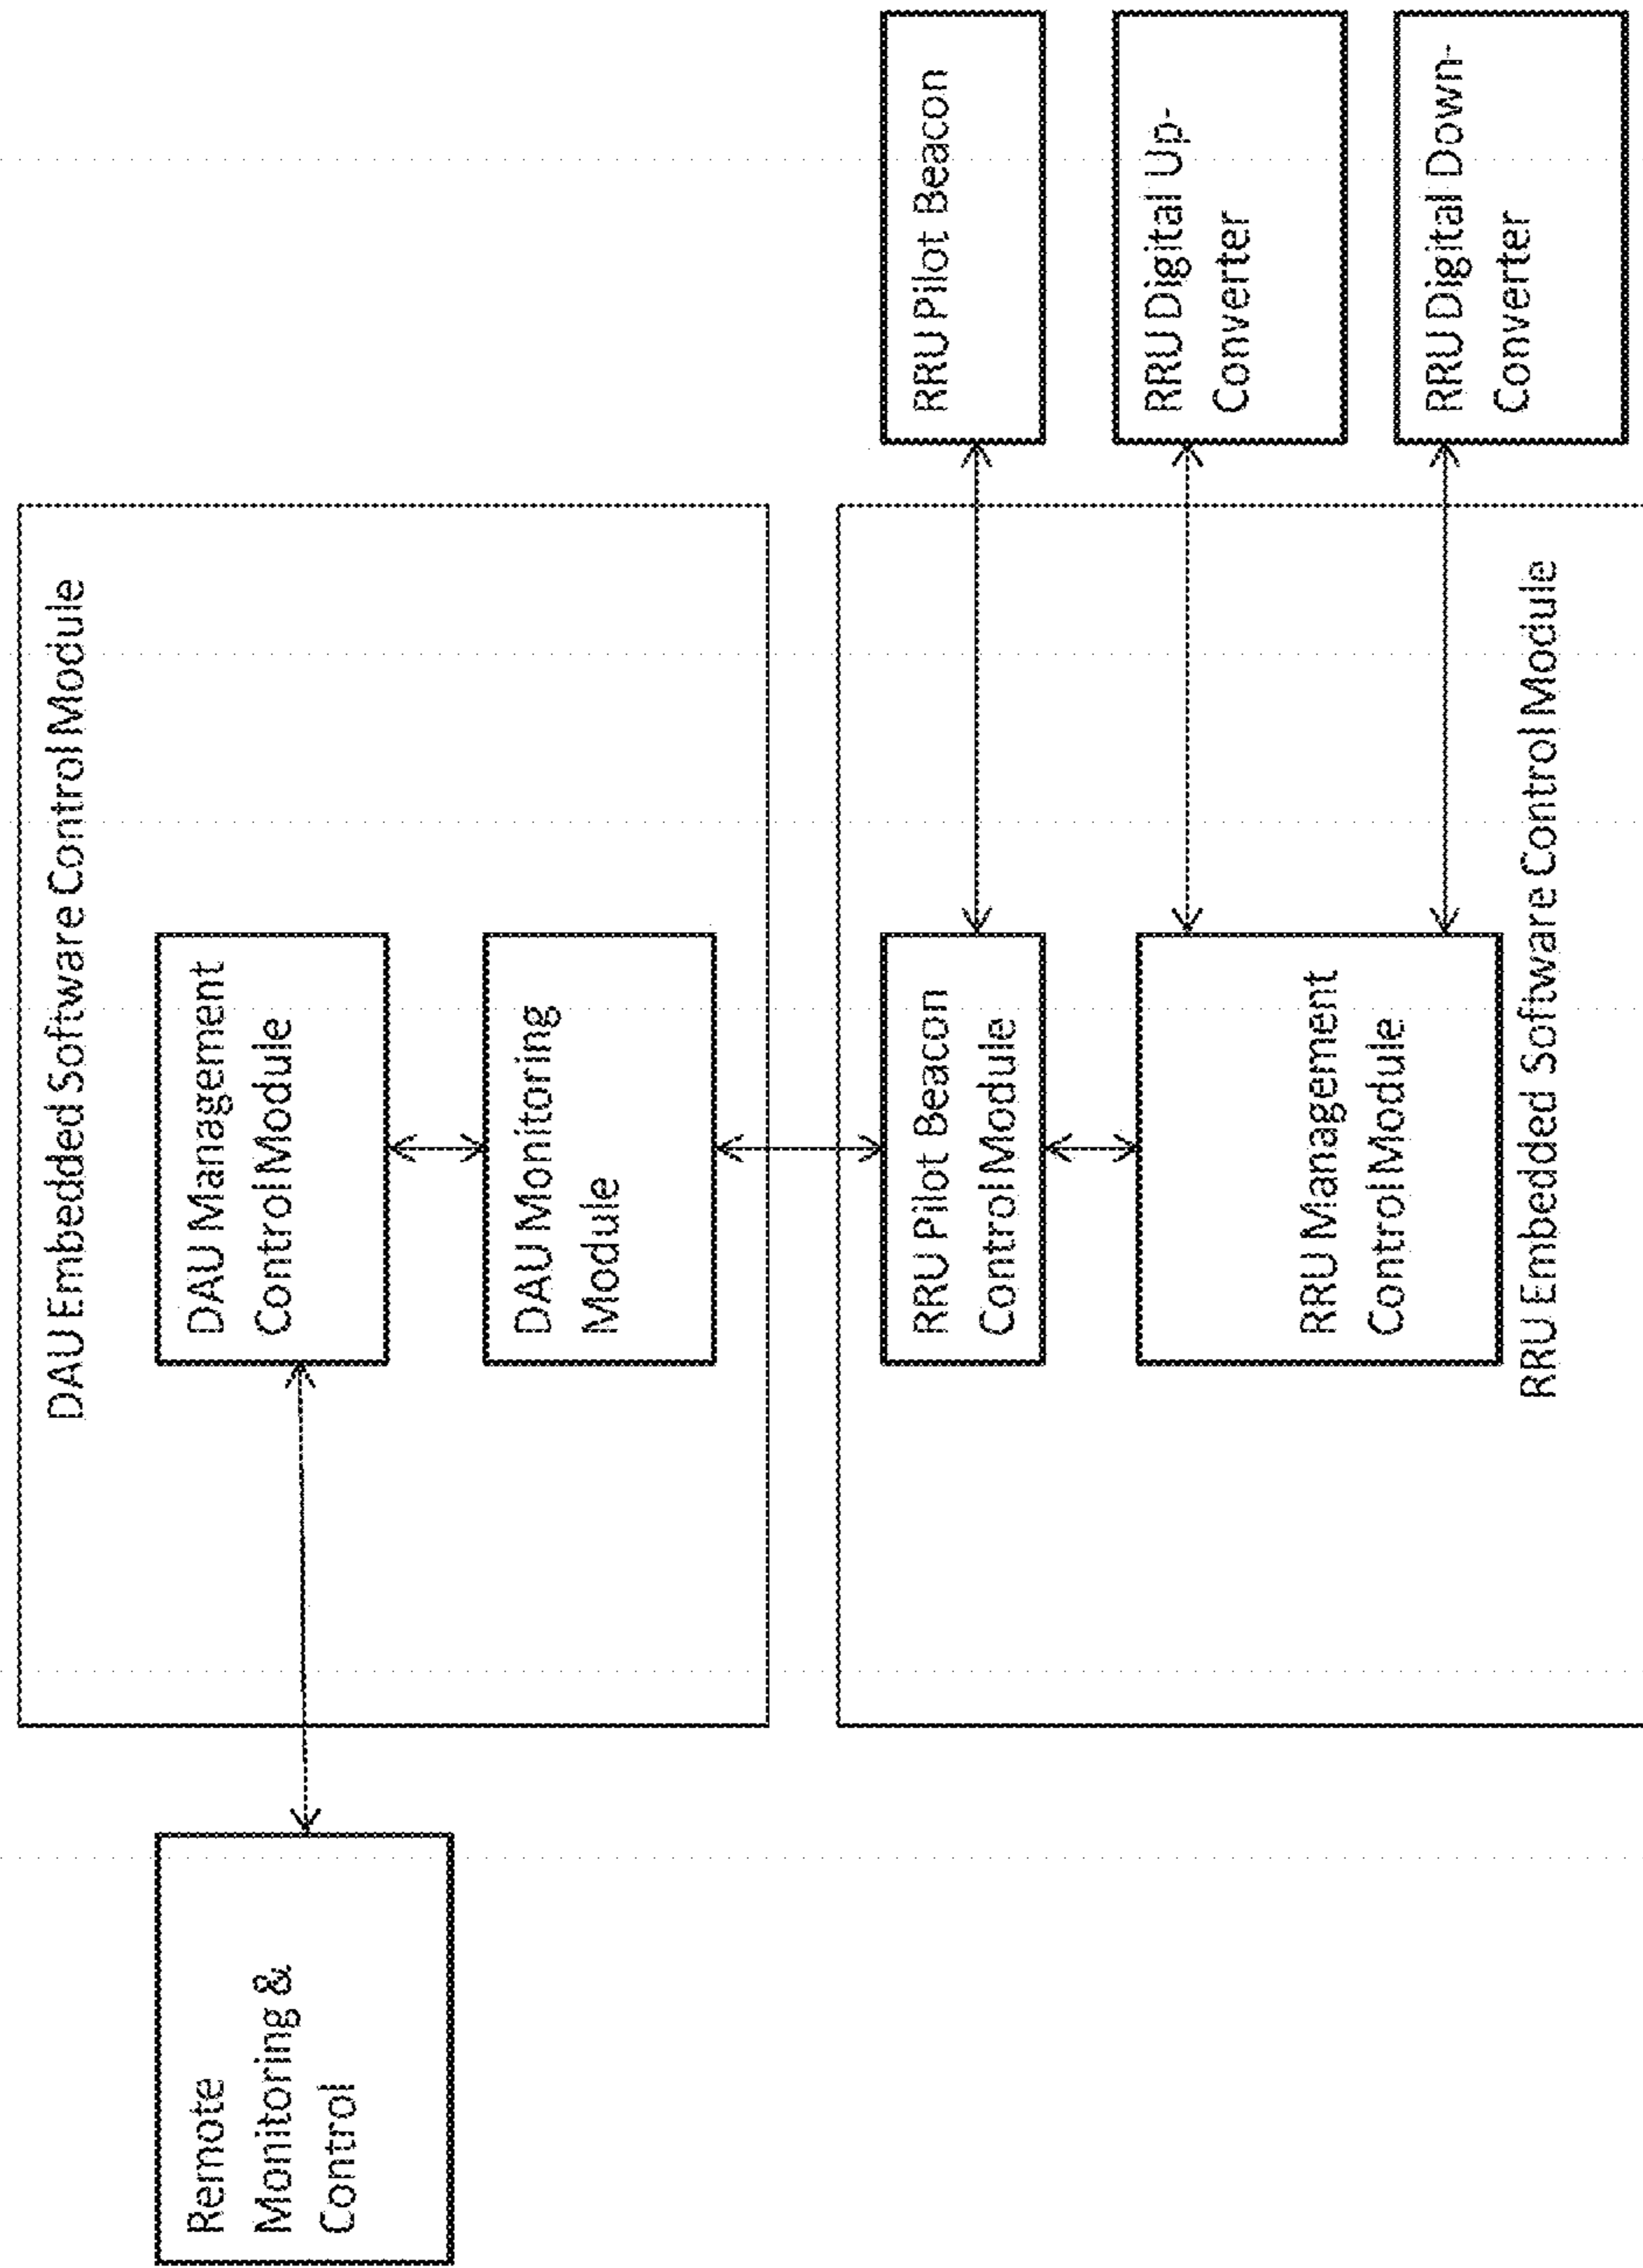 DAU Embedded Software Control Module
Remote
Monitoring &
Control
DAU Management
Control Module
DAU Monitoring
Module
RRU Pilot Beacon
Control Module
RRU Pilot Beacon
RRU Management
Control Module
RRU Digital Up-
Converter
RRU Digital Down-
Converter
RRU Embedded Software Control Module